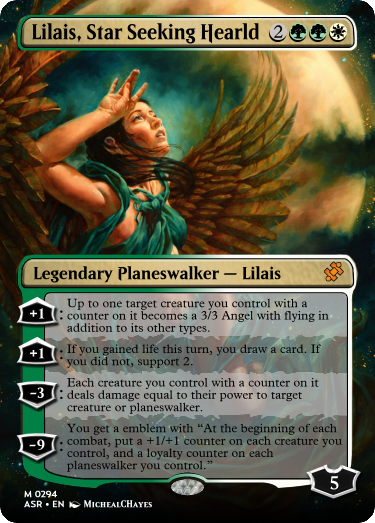 Lilais, Star Seeking Hearld 2
Legendary Planeswalker — Lilais
+1: Up to one target creature you control with a
counter on it becomes a 3/3 Angel with flying in
addition to its other types.
+1: If you gained life this turn, you draw a card. If
you did not, support 2.
-3: Each creature you control with a counter on it
deals damage equal to their power to target
creature or planeswalker.
-9: You get a emblem with “At the beginning of each
combat, put a +1/+1 counter on each creature you
control, and a loyalty counter on each
planeswalker you control.”
5
M 0294
ASR • EN MichealCHayes